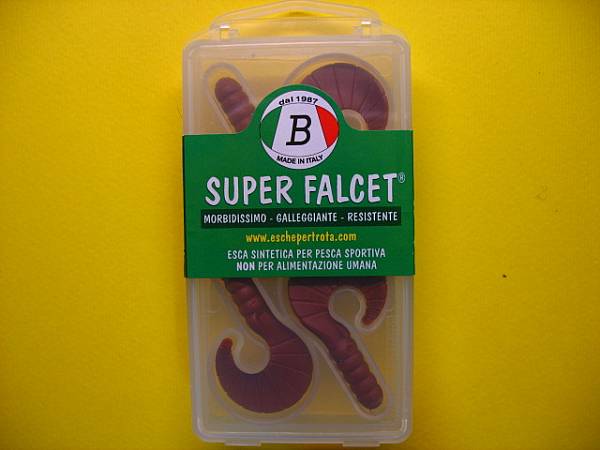 dal 1987
B
MADE IN ITALY
SUPER FALCET®
MORBIDISSIMO - GALLEGGIANTE - RESISTENTE
www.eschepertrota.com
ESCA SINTETICA PER PESCA SPORTIVA
NON PER ALIMENTAZIONE UMANA